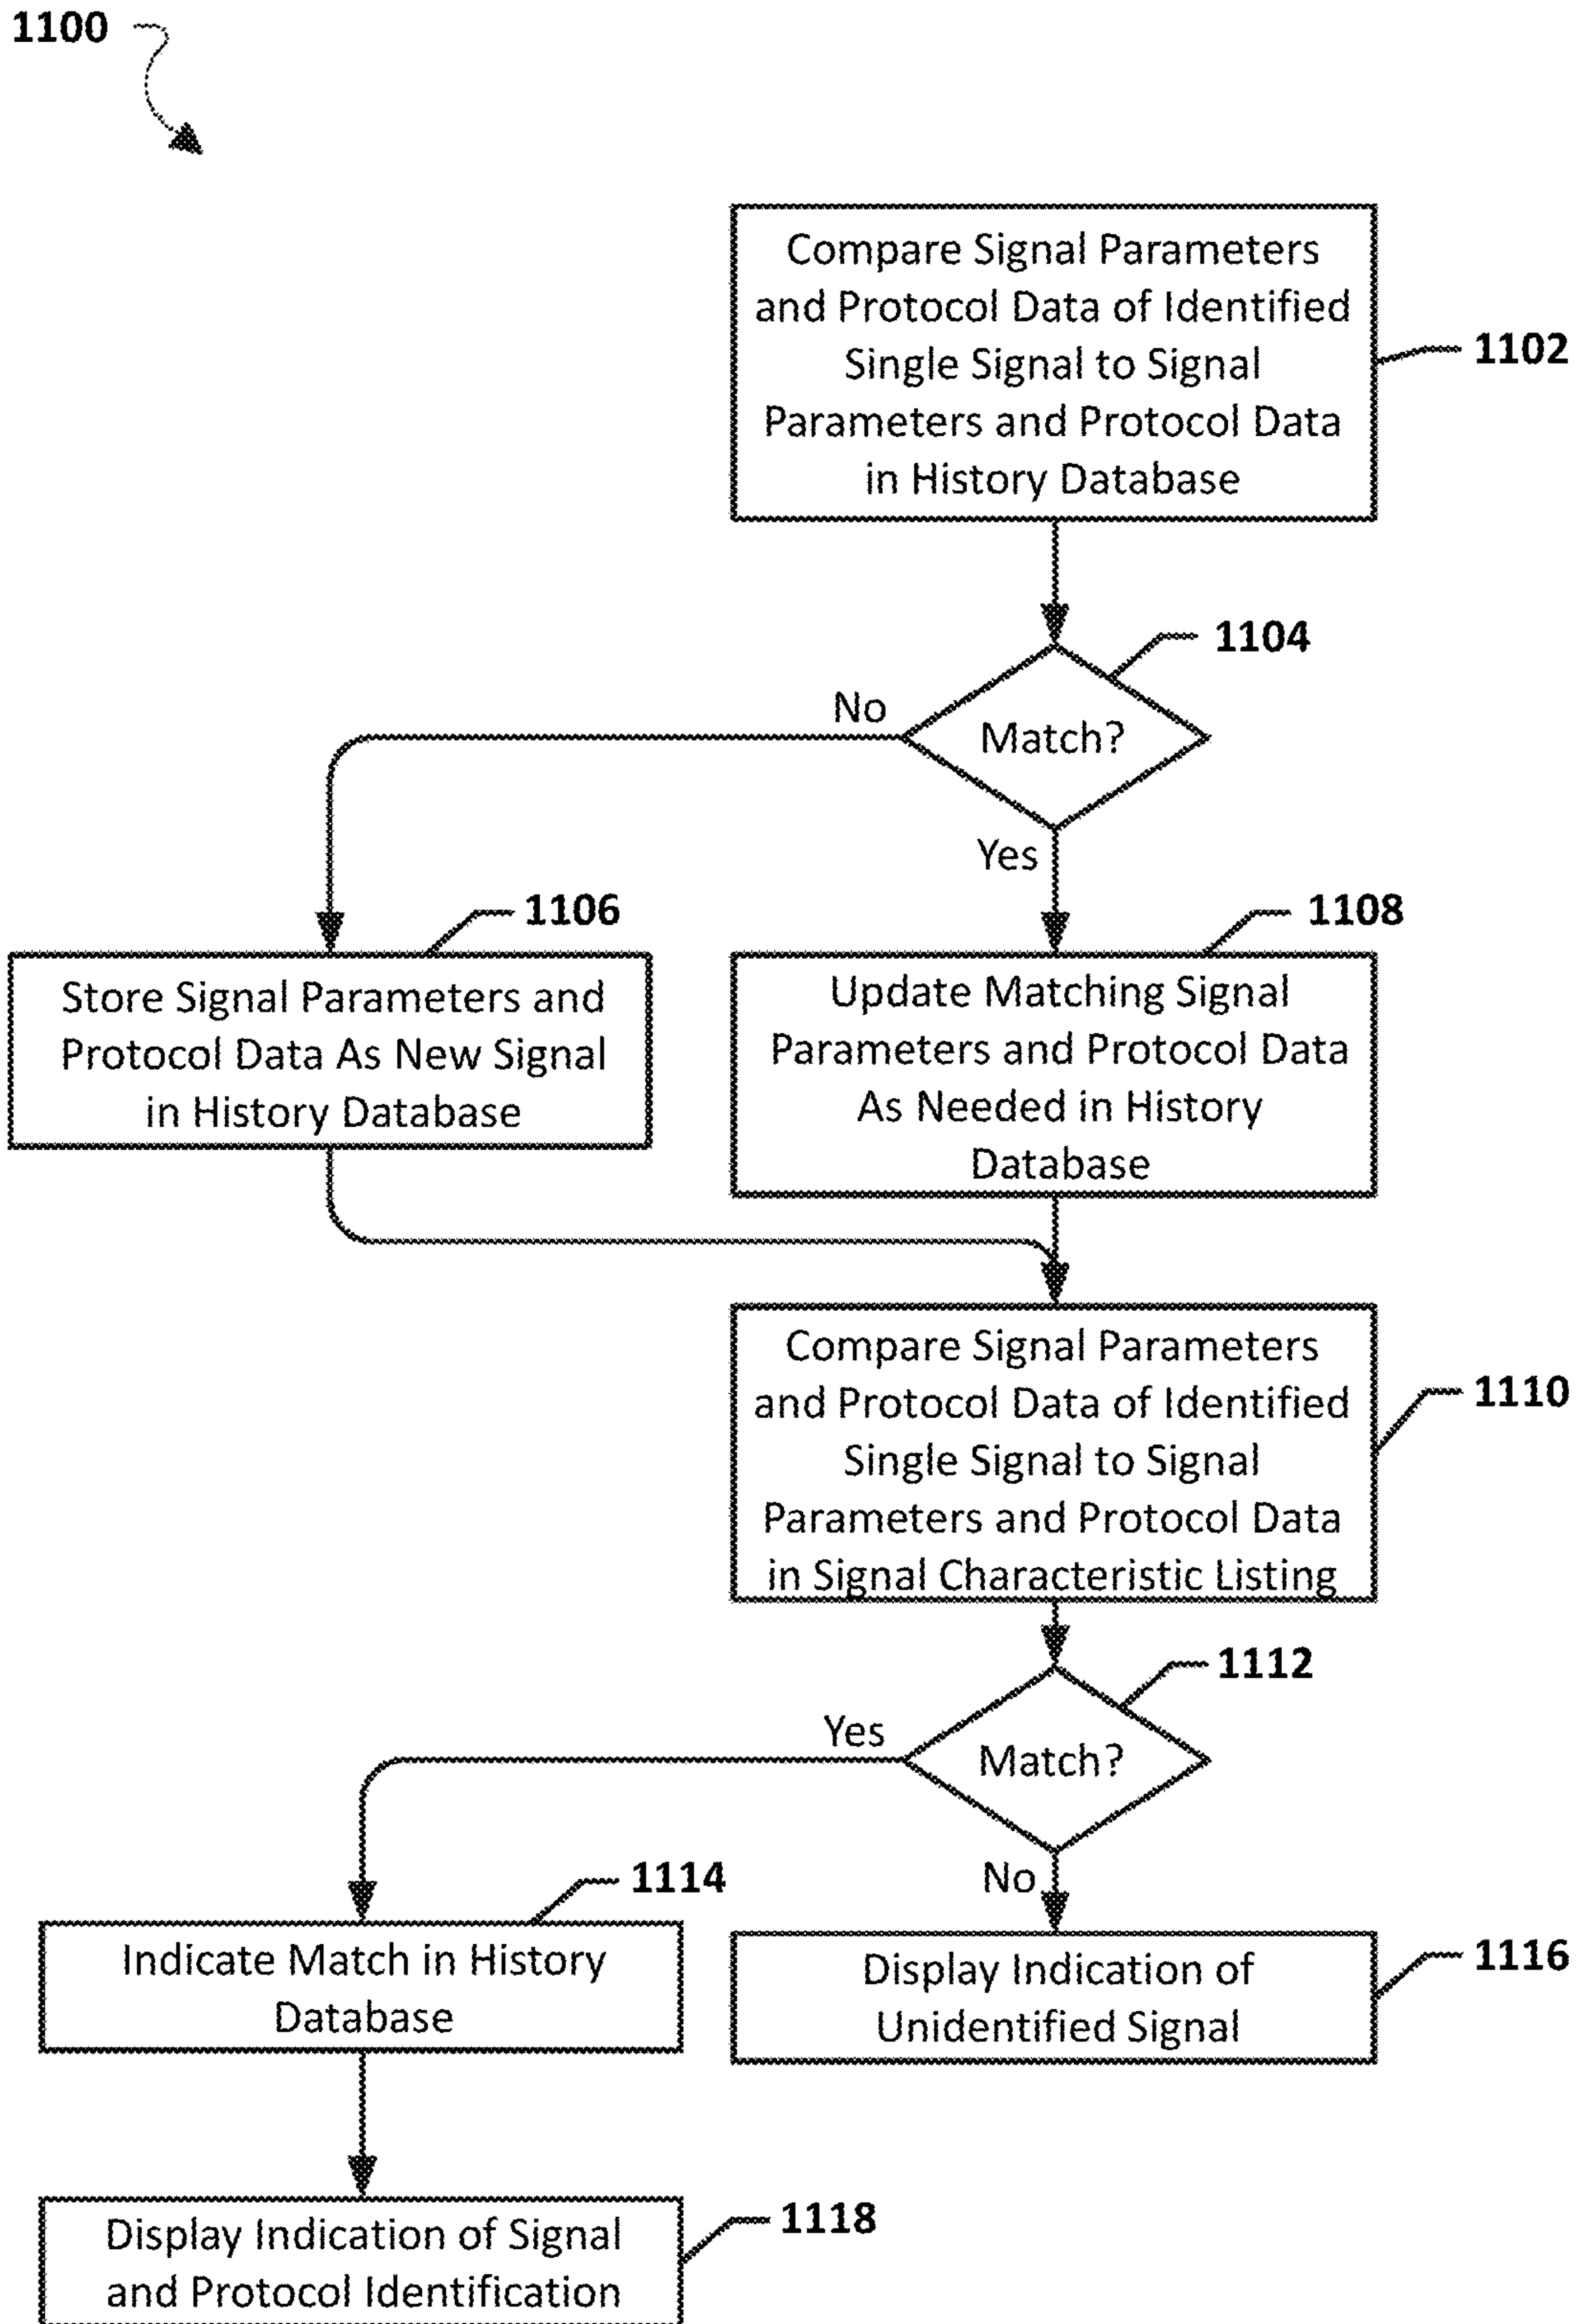 1100
Compare Signal Parameters
and Protocol Data of Identified
Single Signal to Signal
Parameters and Protocol Data
in History Database
1102
1104
Match?
No
Yes
1106
Store Signal Parameters and
Protocol Data As New Signal
in History Database
1108
Update Matching Signal
Parameters and Protocol Data
As Needed in History
Database
Compare Signal Parameters
and Protocol Data of Identified
Single Signal to Signal
Parameters and Protocol Data
in Signal Characteristic Listing
1110
1112
Match?
Yes
No
1114
Indicate Match in History
Database
Display Indication of
Unidentified Signal
1116
Display Indication of Signal
and Protocol Identification
1118